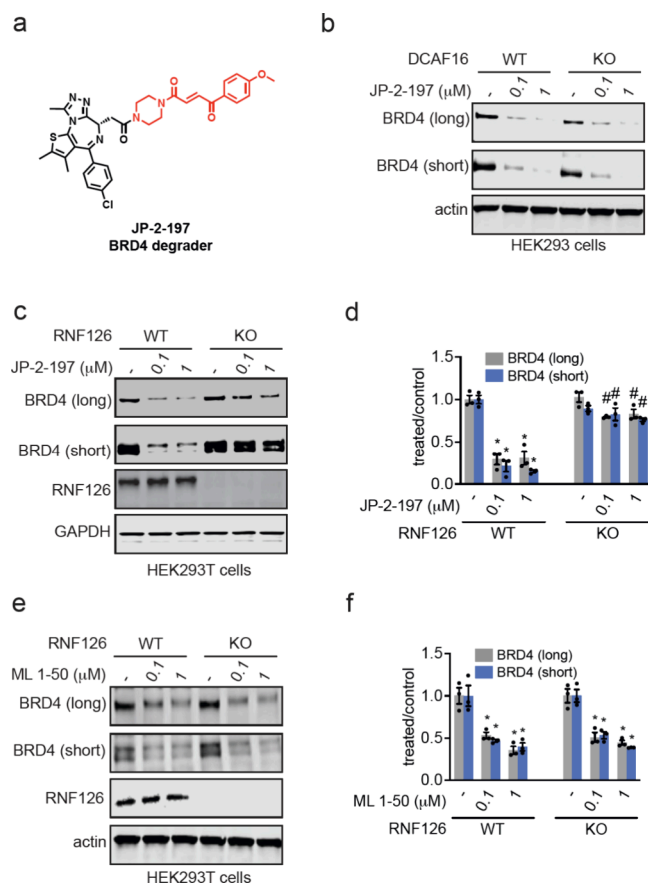 a
N-N
N
S
N
O
N
N
O
O
O
Cl
JP-2-197
BRD4 degrader
b
DCAF16 WT KO
JP-2-197 (μM) - 0.1 1 - 0.1 1
BRD4 (long)
BRD4 (short)
actin
HEK293 cells
c
RNF126 WT KO
JP-2-197 (μM) - 0.1 1 - 0.1 1
BRD4 (long)
BRD4 (short)
RNF126
GAPDH
HEK293T cells
d
BRD4 (long)
BRD4 (short)
treated/control
1.5
1.0
0.5
0.0
* * * * ## ##
JP-2-197 (μM) - 0.1 1 - 0.1 1
RNF126 WT KO
e
RNF126 WT KO
ML 1-50 (μM) - 0.1 1 - 0.1 1
BRD4 (long)
BRD4 (short)
RNF126
actin
HEK293T cells
f
BRD4 (long)
BRD4 (short)
treated/control
1.5
1.0
0.5
0.0
* * * * * * * *
ML 1-50 (μM) - 0.1 1 - 0.1 1
RNF126 WT KO